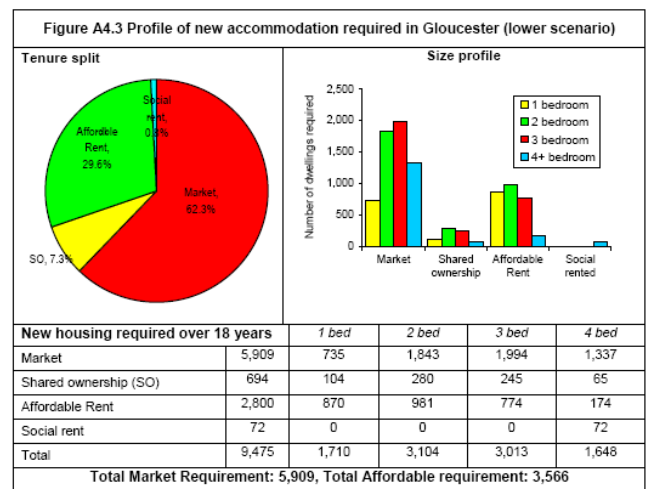 Figure A4.3 Profile of new accommodation required in Gloucester (lower scenario)
Tenure split
Social rent, 0.8%
Affordable Rent, 29.6%
Market, 62.3%
SO, 7.3%
Size profile
Number of dwellings required
2,500
2,000
1,500
1,000
500
0
1 bedroom
2 bedroom
3 bedroom
4+ bedroom
Market
Shared ownership
Affordable Rent
Social rented
New housing required over 18 years 1 bed 2 bed 3 bed 4 bed
Market 5,909 735 1,843 1,994 1,337
Shared ownership (SO) 694 104 280 245 65
Affordable Rent 2,800 870 981 774 174
Social rent 72 0 0 0 72
Total 9,475 1,710 3,104 3,013 1,648
Total Market Requirement: 5,909, Total Affordable requirement: 3,566